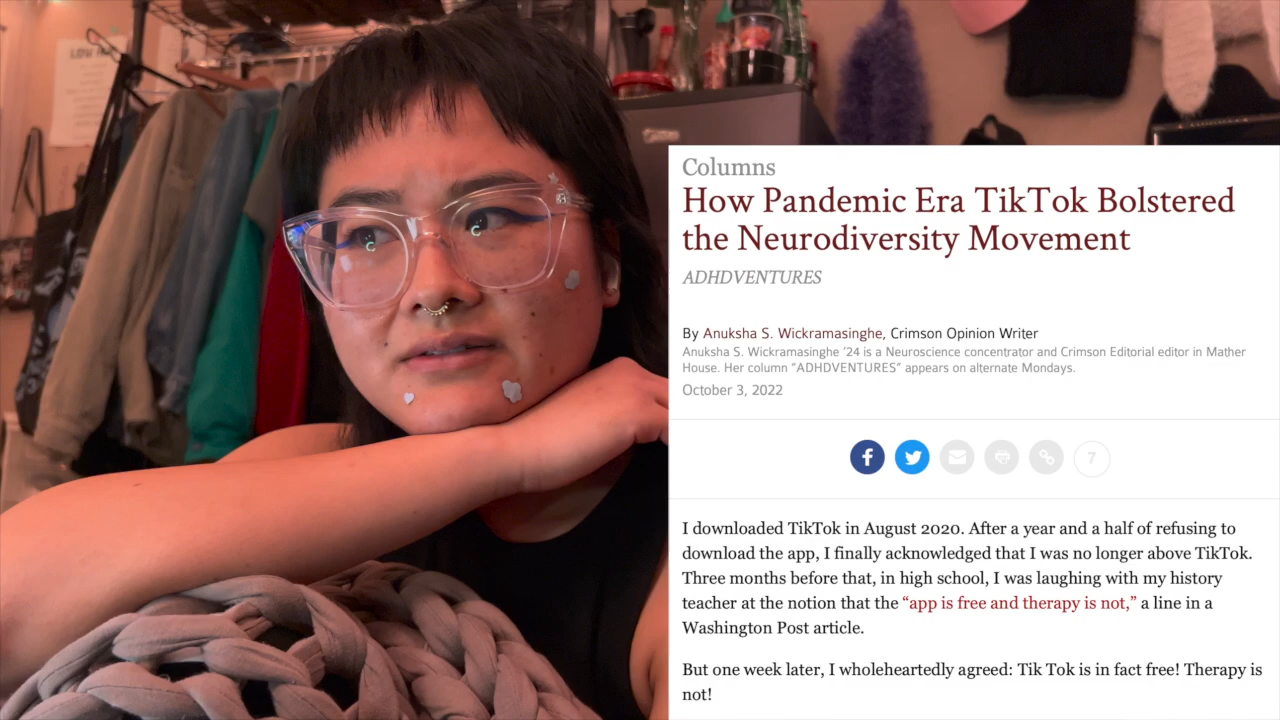 Columns
How Pandemic Era TikTok Bolstered
the Neurodiversity Movement
ADHDVENTURES
By Anuksha S. Wickramasinghe, Crimson Opinion Writer
Anuksha S. Wickramasinghe ’24 is a Neuroscience concentrator and Crimson Editorial editor in Mather
House. Her column “ADHDVENTURES” appears on alternate Mondays.
October 3, 2022
7
I downloaded TikTok in August 2020. After a year and a half of refusing to
download the app, I finally acknowledged that I was no longer above TikTok.
Three months before that, in high school, I was laughing with my history
teacher at the notion that the “app is free and therapy is not,” a line in a
Washington Post article.
But one week later, I wholeheartedly agreed: Tik Tok is in fact free! Therapy is
not!